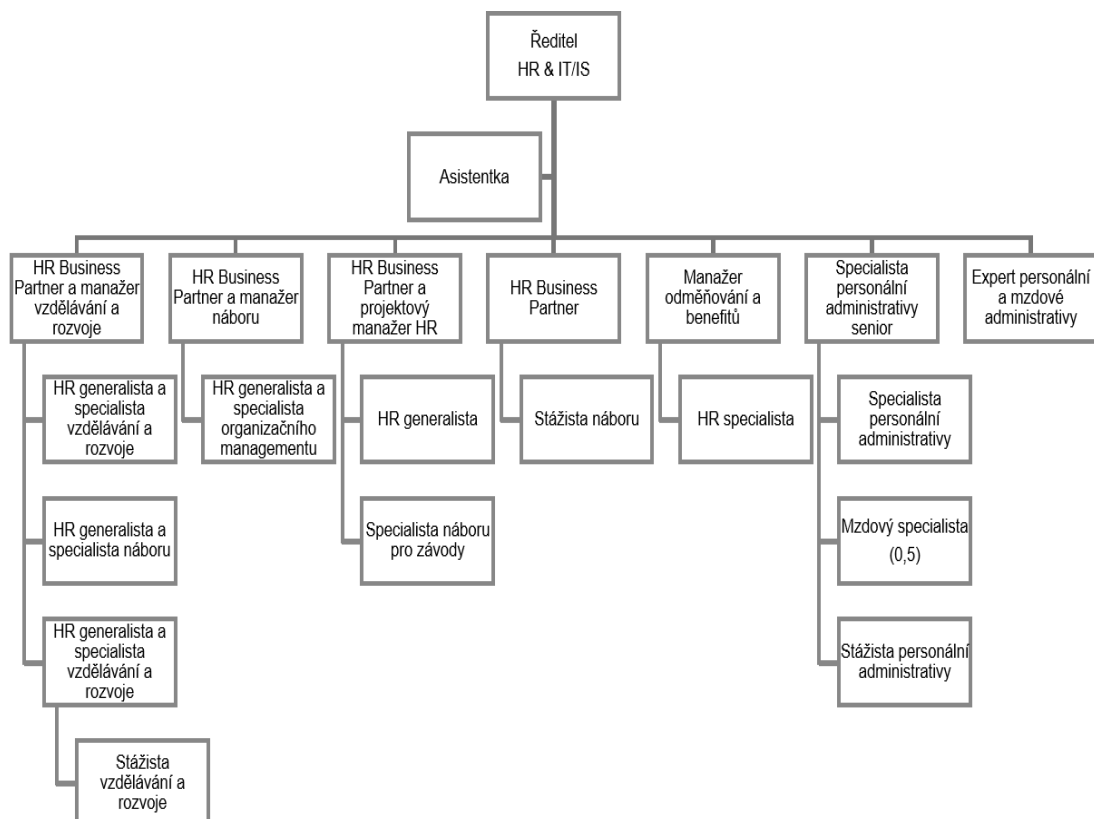 Ředitel
HR & IT/IS
Asistentka
HR Business
Partner a manažer
vzdělávání a
rozvoje
HR Business
Partner a manažer
náboru
HR Business
Partner a
projektový
manažer HR
HR Business
Partner
Manažer
odměňování a
benefitů
Specialista
personální
administrativy
senior
Expert personální
a mzdové
administrativy
HR generalista a
specialista
vzdělávání a
rozvoje
HR generalista a
specialista
organizačního
managementu
HR generalista
Stážista náboru
HR specialista
Specialista
personální
administrativy
HR generalista a
specialista náboru
Specialista náboru
pro závody
Mzdový specialista
(0,5)
HR generalista a
specialista
vzdělávání a
rozvoje
Stážista personální
administrativy
Stážista
vzdělávání a
rozvoje